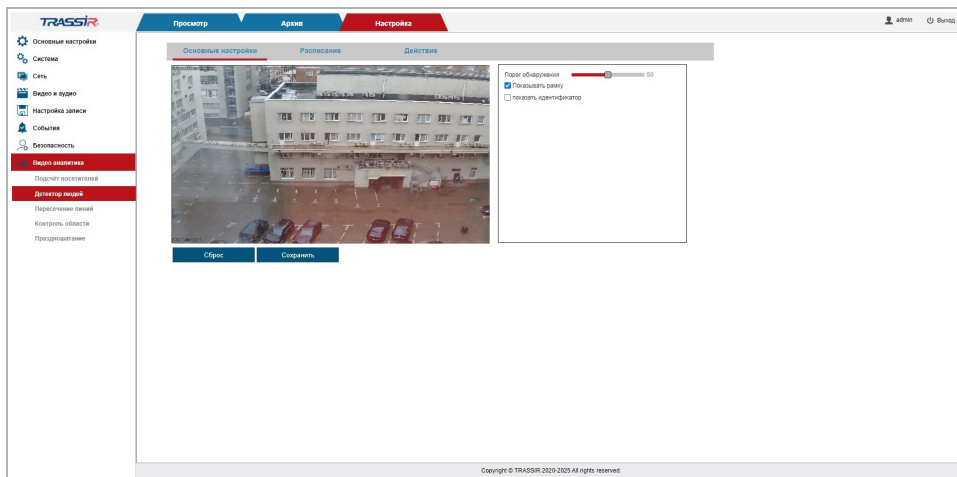 TRASSIR
Просмотр
Архив
Настройка
admin
Выход
Основные настройки
Система
Сеть
Видео и аудио
Настройка записи
События
Безопасность
Видео аналитика
Подсчёт посетителей
Детектор людей
Пересечение линий
Контроль области
Праздношатание
Основные настройки
Расписание
Действие
Порог обнаружения
50
Показывать рамку
показать идентификатор
Сброс
Сохранить
Copyright © TRASSIR 2020-2025 All rights reserved.